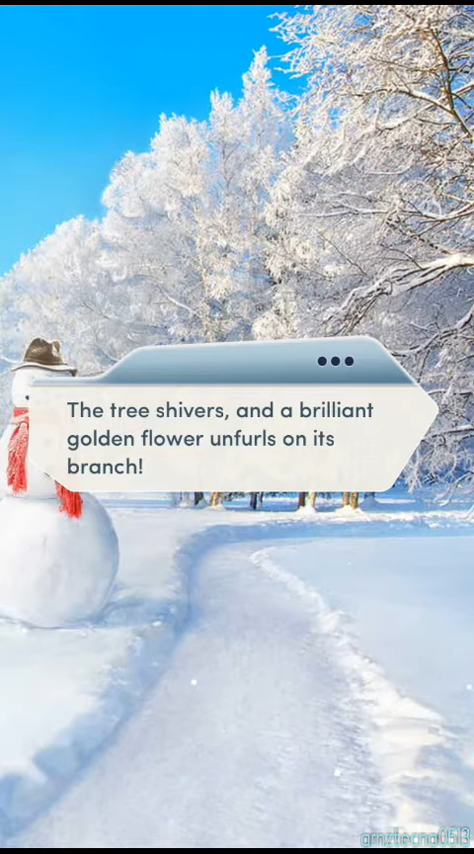 The tree shivers, and a brilliant
golden flower unfurls on its
branch!